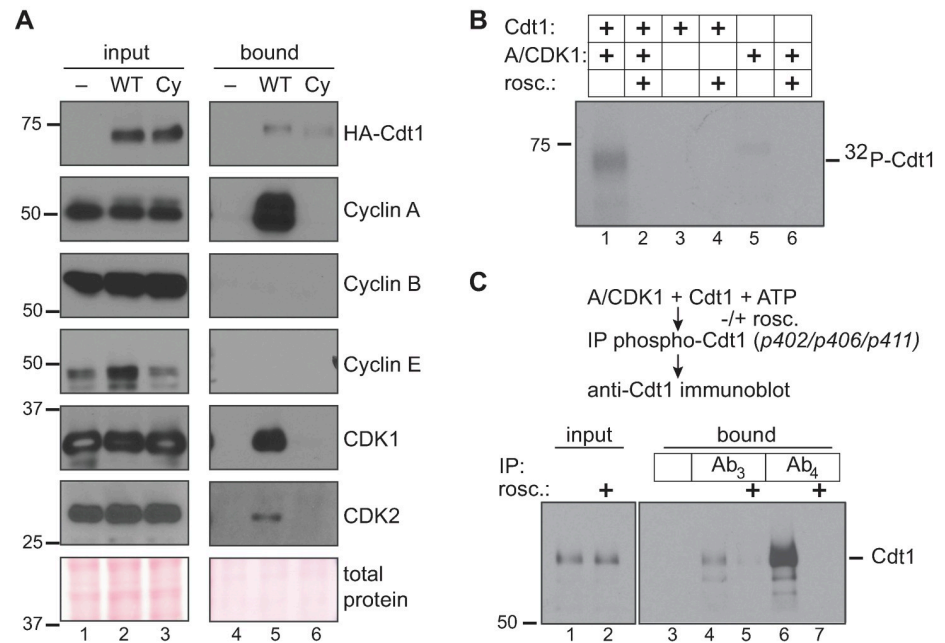 A
input bound
– WT Cy – WT Cy
75 HA-Cdt1
50 Cyclin A
Cyclin B
50
50 Cyclin E
37
CDK1
CDK2
25
total
protein
37
1 2 3 4 5 6
B
Cdt1: + + + +
A/CDK1: + + + +
rosc.: + + +
75 32P-Cdt1
1 2 3 4 5 6
C
A/CDK1 + Cdt1 + ATP
-/+ rosc.
IP phospho-Cdt1 (p402/p406/p411)
anti-Cdt1 immunoblot
input bound
IP: Ab3 Ab4
rosc.: + + +
Cdt1
50
1 2 3 4 5 6 7